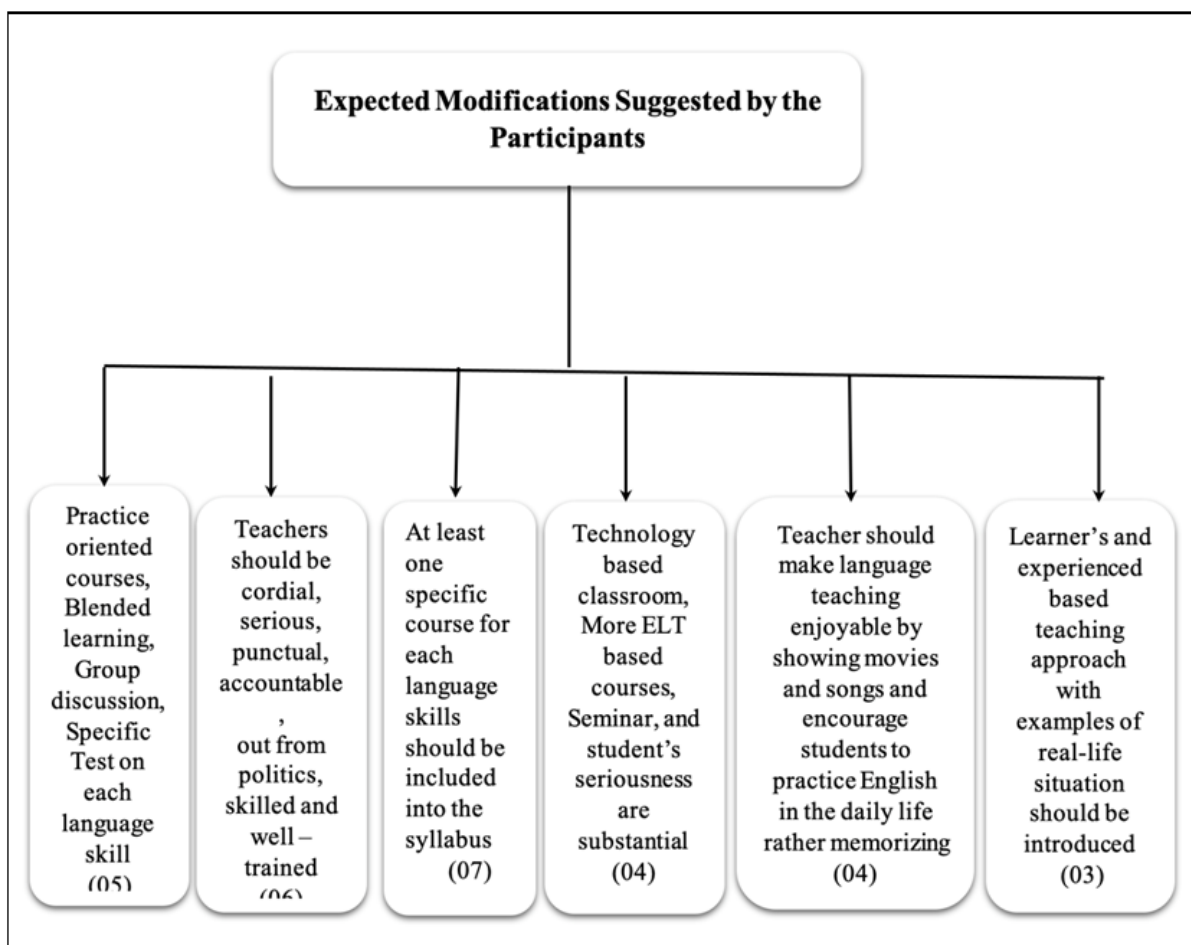 Expected Modifications Suggested by the
Participants
Practice
oriented
courses,
Blended
learning,
Group
discussion,
Specific
Test on
each
language
skill
(05)
Teachers
should be
cordial,
serious,
punctual,
accountable
,
out from
politics,
skilled and
well –
trained
(06)
At least
one
specific
course for
each
language
skills
should be
included
into the
syllabus
(07)
Technology
based
classroom,
More ELT
based
courses,
Seminar, and
student’s
seriousness
are
substantial
(04)
Teacher should
make language
teaching
enjoyable by
showing movies
and songs and
encourage
students to
practice English
in the daily life
rather memorizing
(04)
Learner’s and
experienced
based
teaching
approach
with
examples of
real-life
situation
should be
introduced
(03)